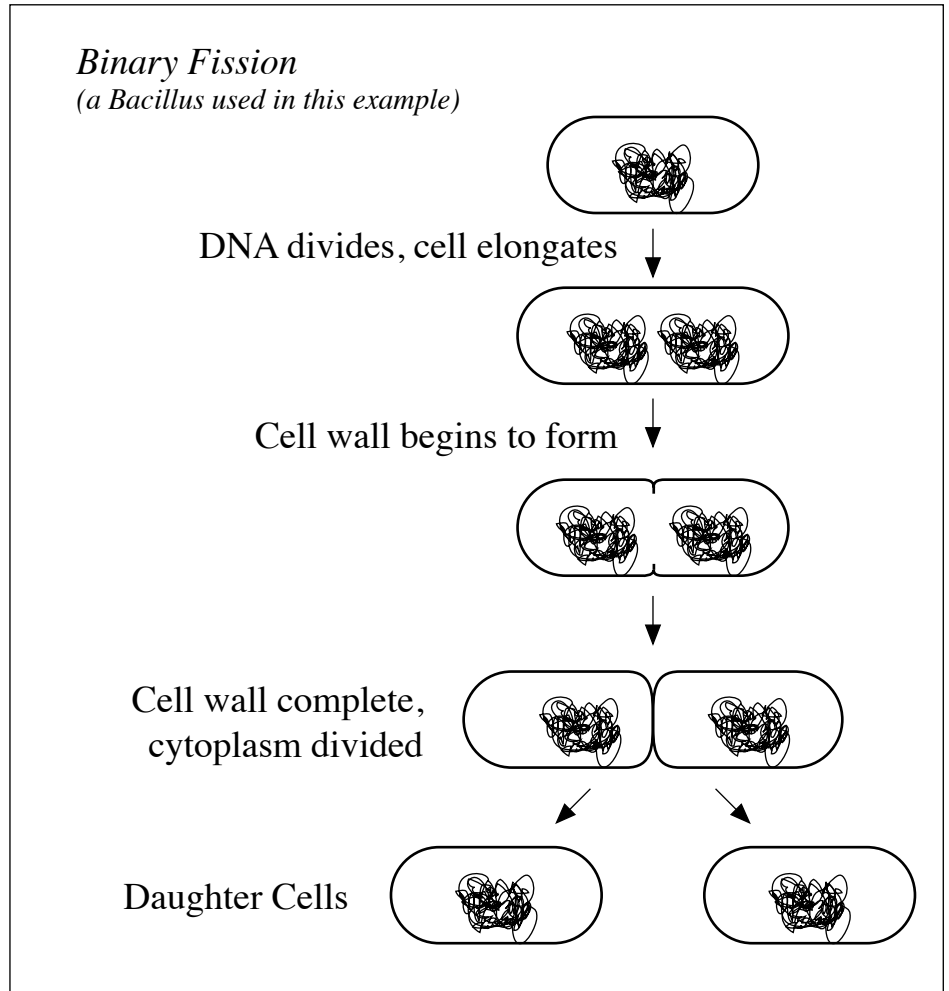 Binary Fission
(a Bacillus used in this example)
DNA divides, cell elongates
Cell wall begins to form
Cell wall complete,
cytoplasm divided
Daughter Cells